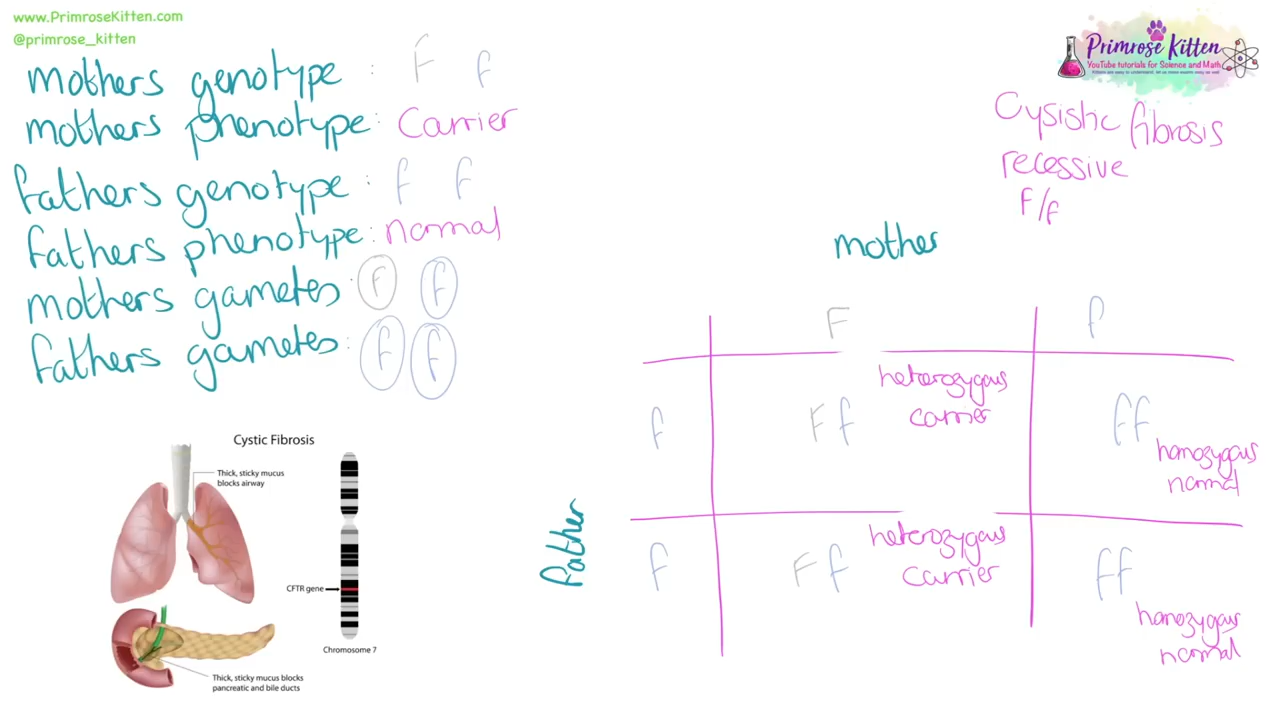 www.PrimroseKitten.com
@primrose_kitten
mothers genotype : F f
mothers phenotype: Carrier
fathers genotype : f f
fathers phenotype: normal
mothers gametes : F f
fathers gametes : f f
Primrose Kitten
YouTube tutorials for Science and Maths
Cysistic fibrosis
recessive
F/f
mother
F f
heterozygous
carrier
f Ff ff
homozygous
normal
father
heterozygous
carrier
f Ff ff
homozygous
normal
Cystic Fibrosis
Thick, sticky mucus
blocks airway
CFTR gene
Chromosome 7
Thick, sticky mucus blocks
pancreatic and bile ducts